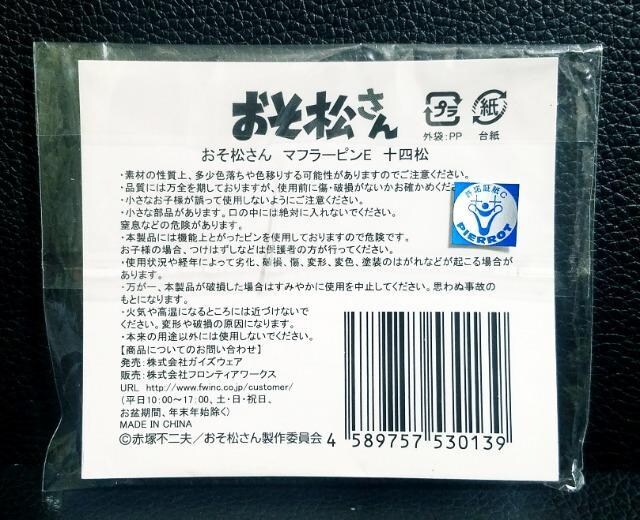 おそ松さん
プラ
紙
外袋:PP
台紙
おそ松さん マフラーピンE 十四松
・素材の性質上、多少色落ちや色移りする可能性がありますのでご注意ください。
・品質には万全を期しておりますが、使用前に傷・破損がないかお確かめくだ
・小さなお子様が誤って使用しないようにご注意ください。
・小さな部品があります。口の中には絶対に入れないでください。
窒息などの危険があります。
・本製品には機能上とがったピンを使用しておりますので危険です。
お子様の場合、つけはずしなどは保護者の方が行ってください。
・使用状況や経年によって劣化、破損、傷、変形、変色、塗装のはがれなどが起こる場合が
あります。
・万が一、本製品が破損した場合はすみやかに使用を中止してください。思わぬ事故の
もとになります。
・火気や高温になるところには近づけないで
ください。変形や破損の原因になります。
・本来の用途以外には使用しないでください。
【商品についてのお問い合わせ】
発売:株式会社ガイズウェア
販売:株式会社フロンティアワークス
URL http://www.fwinc.co.jp/customer/
(平日10:00〜17:00、土・日・祝日、
お盆期間、年末年始除く)
MADE IN CHINA
©赤塚不二夫/おそ松さん製作委員会
4 589757 530139
許諾証紙C
PIERROT